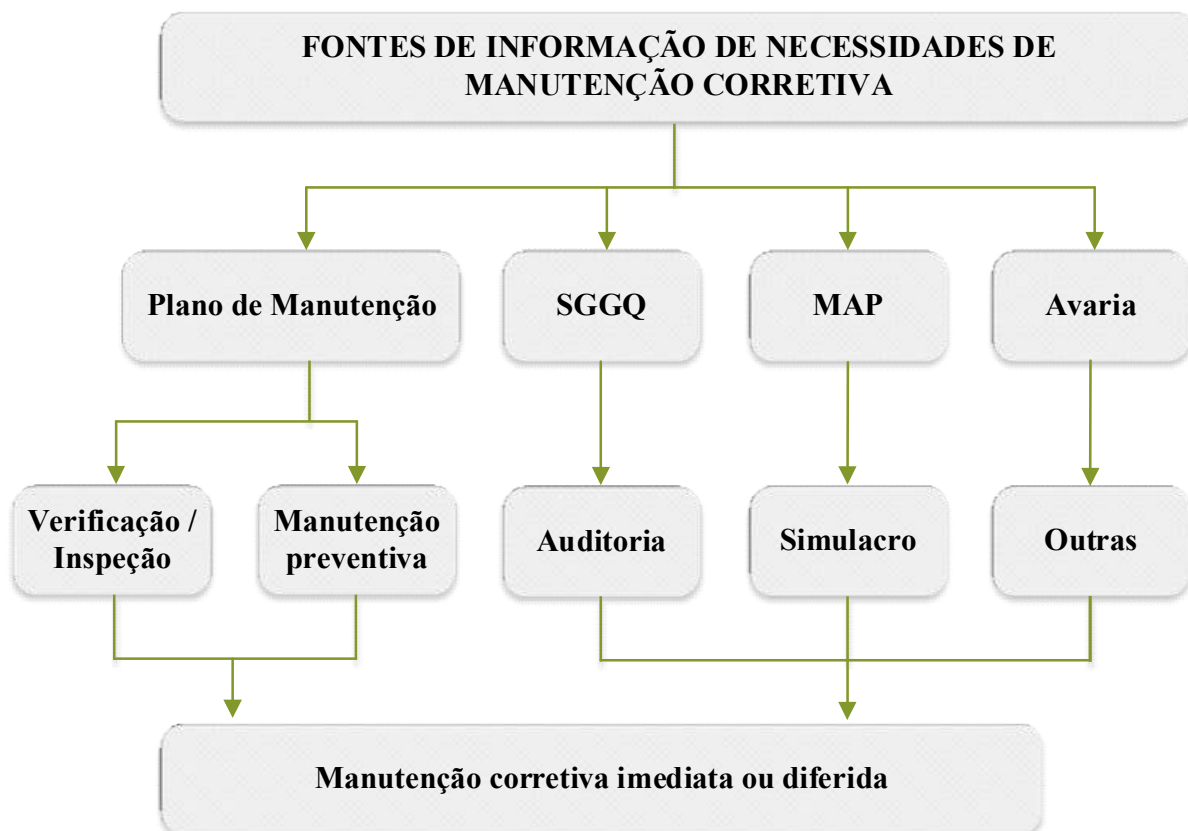 FONTES DE INFORMAÇÃO DE NECESSIDADES DE
MANUTENÇÃO CORRETIVA
Plano de Manutenção
SGGQ
MAP
Avaria
Verificação /
Inspeção
Manutenção
preventiva
Auditoria
Simulacro
Outras
Manutenção corretiva imediata ou diferida